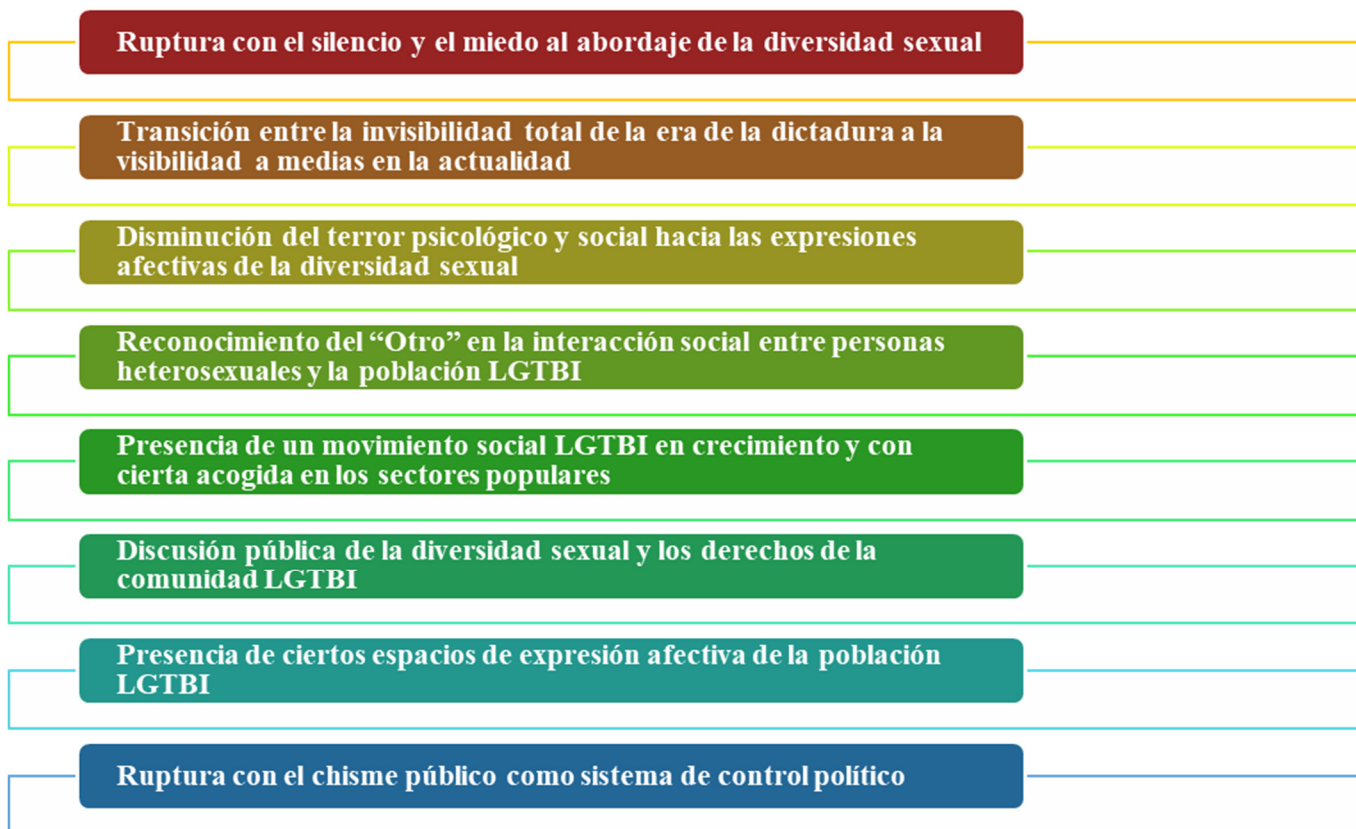 Ruptura con el silencio y el miedo al abordaje de la diversidad sexual
Transición entre la invisibilidad total de la era de la dictadura a la
visibilidad a medias en la actualidad
Disminución del terror psicológico y social hacia las expresiones
afectivas de la diversidad sexual
Reconocimiento del “Otro” en la interacción social entre personas
heterosexuales y la población LGTBI
Presencia de un movimiento social LGTBI en crecimiento y con
cierta acogida en los sectores populares
Discusión pública de la diversidad sexual y los derechos de la
comunidad LGTBI
Presencia de ciertos espacios de expresión afectiva de la población
LGTBI
Ruptura con el chisme público como sistema de control político